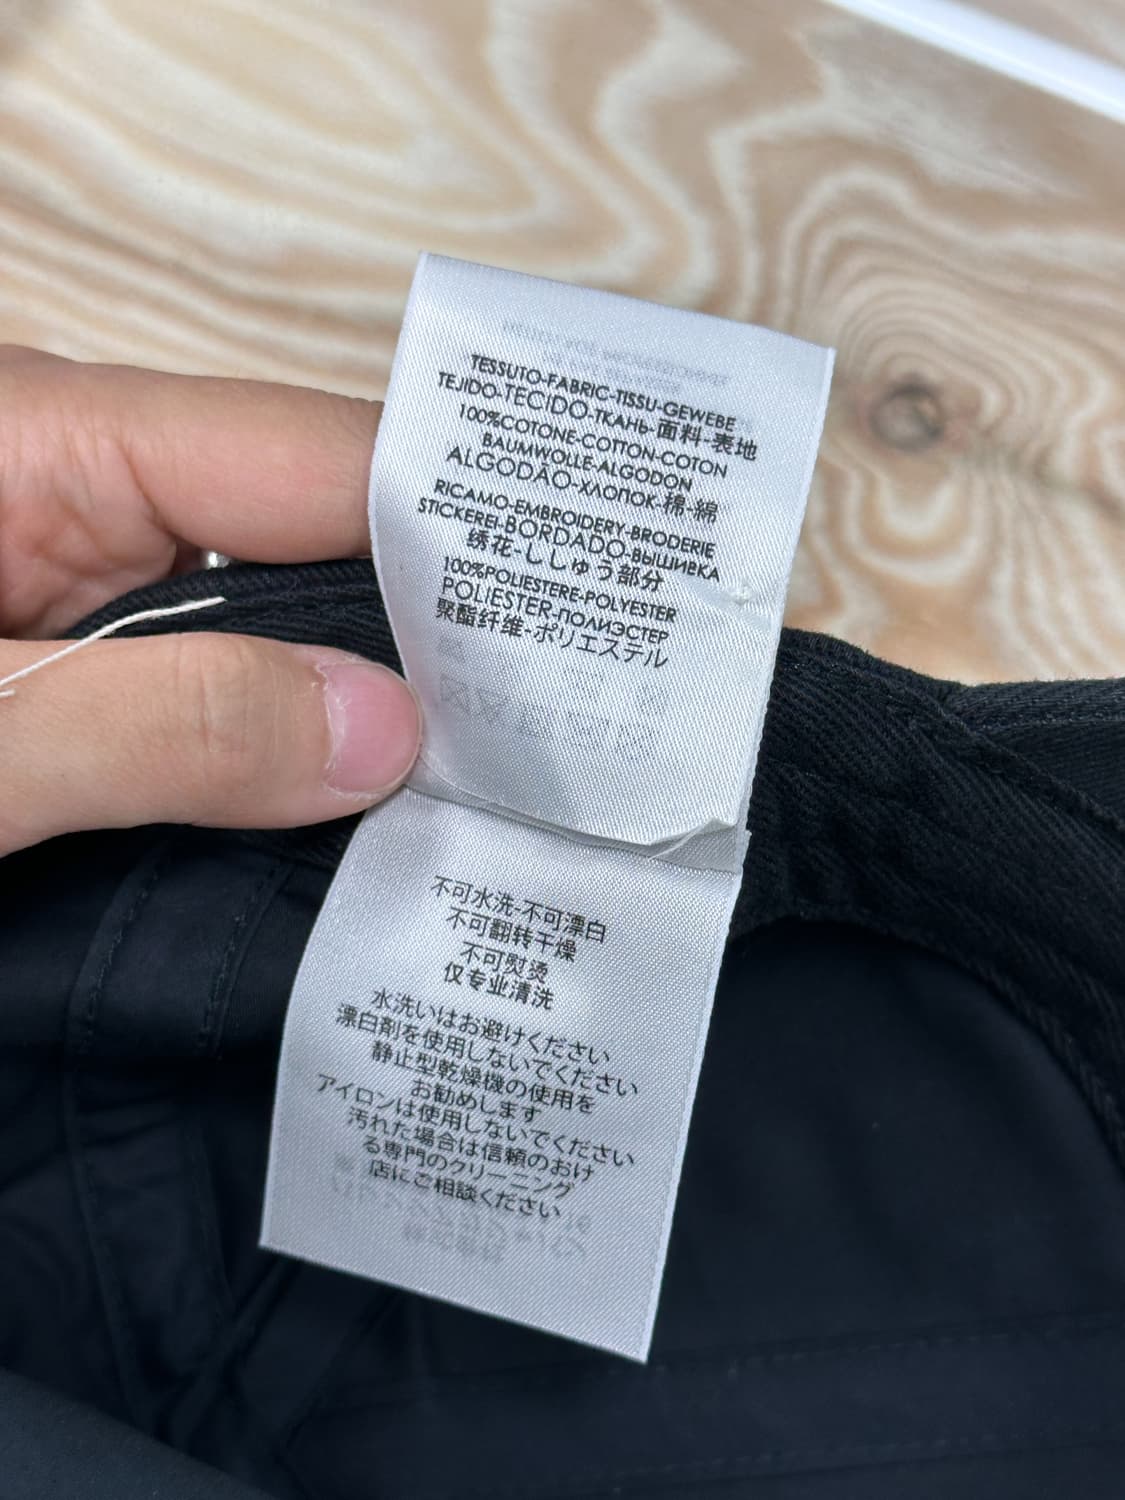 TESSUTO-FABRIC-TISSU-GEWEBE
TEJIDO-TECIDO-ТКАНЬ-面料-表地
100%COTONE-COTTON-COTON
BAUMWOLLE-ALGODON
ALGODÃO-ХЛОПОК-棉-綿
RICAMO-EMBROIDERY-BRODERIE
STICKEREI-BORDADO-ВЫШИВКА
绣花-ししゅう部分
100%POLIESTERE-POLYESTER
POLIESTER-ПОЛИЭСТЕР
聚酯纤维-ポリエステル
不可水洗-不可漂白
不可翻转干燥
不可熨烫
仅专业清洗
水洗いはお避けください
漂白剤を使用しないでください
静止型乾燥機の使用を
お勧めします
アイロンは使用しないでください
汚れた場合は信頼のおけ
る専門のクリーニング
店にご相談ください